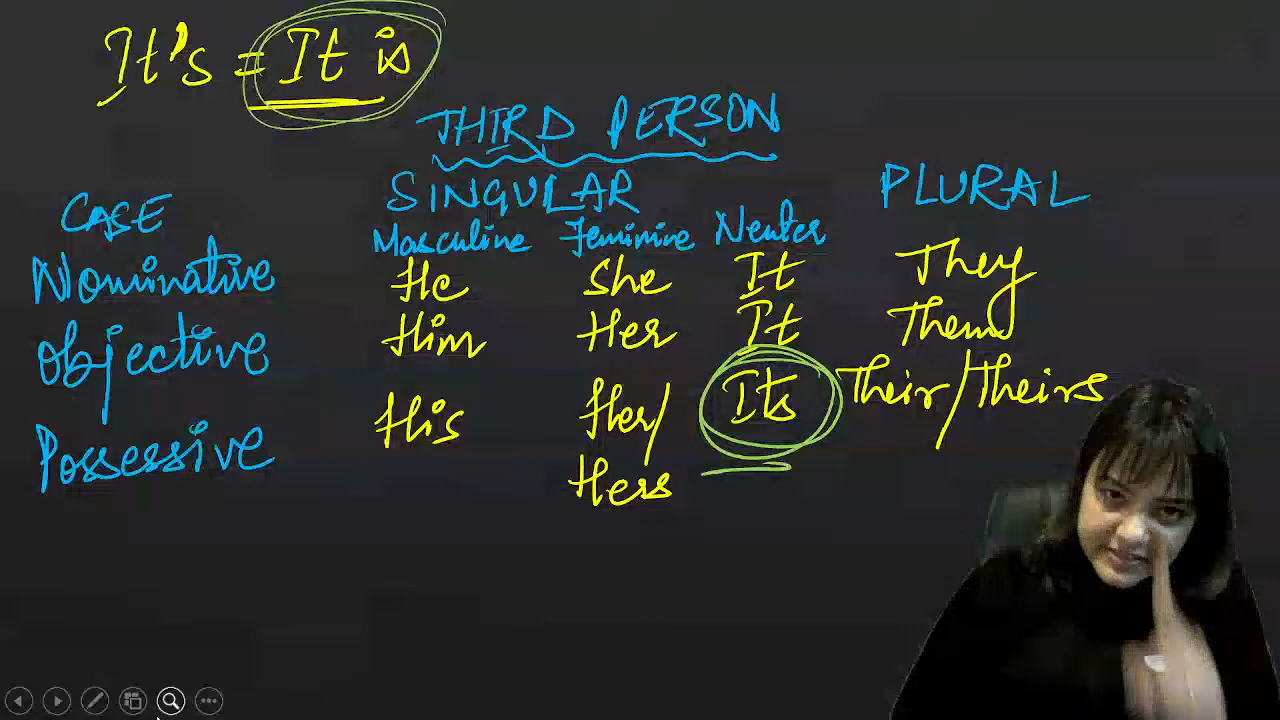 It's = It is
THIRD PERSON
CASE SINGULAR PLURAL
Masculine Feminine Neuter
Nominative He She It They
Objective Him Her It Them
Possessive His Her/ Its Their/Theirs
Hers